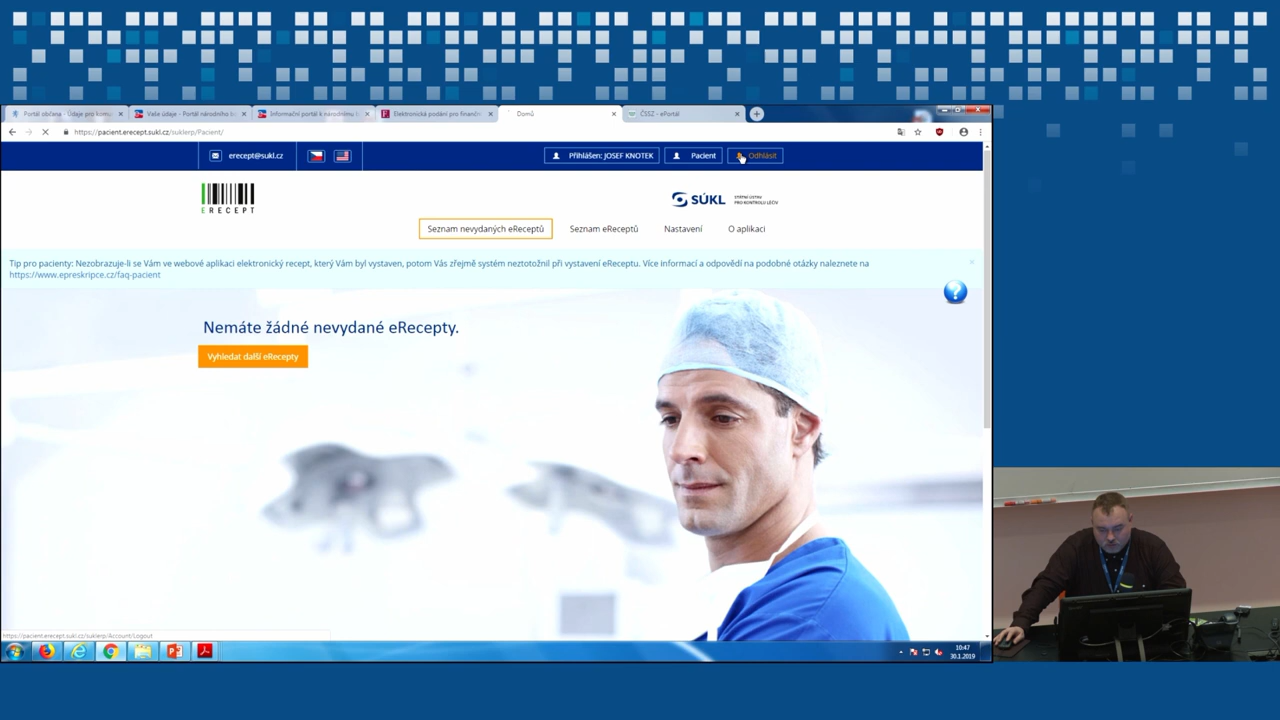 Portál občana - Údaje pro komu
Vaše údaje - Portál národního b
Informační portál k národnímu
Elektronická podání pro finanční
Domů
ČSSZ - ePortál
https://pacient.erecept.sukl.cz/suklerp/Pacient/
erecept@sukl.cz
Přihlášen: JOSEF KNOTEK
Pacient
Odhlásit
ERECEPT
SÚKL
STÁTNÍ ÚSTAV
PRO KONTROLU LÉČIV
Seznam nevydaných eReceptů
Seznam eReceptů
Nastavení
O aplikaci
Tip pro pacienty: Nezobrazuje-li se Vám ve webové aplikaci elektronický recept, který Vám byl vystaven, potom Vás zřejmě systém neztotožnil při vystavení eReceptu. Více informací a odpovědí na podobné otázky naleznete na
https://www.epreskripce.cz/faq-pacient
?
Nemáte žádné nevydané eRecepty.
Vyhledat další eRecepty
https://pacient.erecept.sukl.cz/suklerp/Account/Logout
10:47
30.1.2019